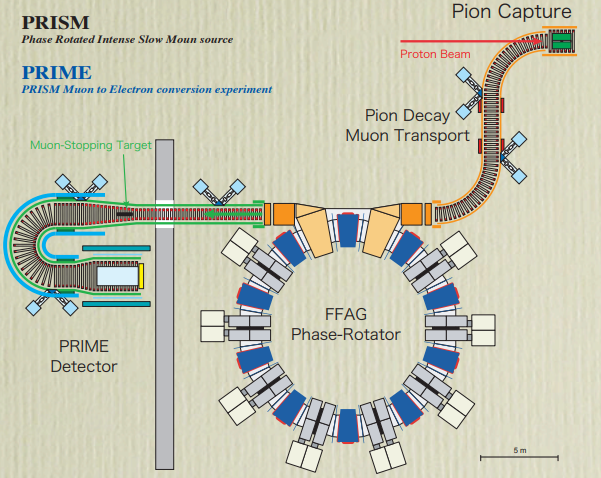 PRISM
Phase Rotated Intense Slow Moun source
PRIME
PRISM Muon to Electron conversion experiment
Pion Capture
Proton Beam
Pion Decay
Muon Transport
Muon-Stopping Target
FFAG
Phase-Rotator
PRIME
Detector
5 m